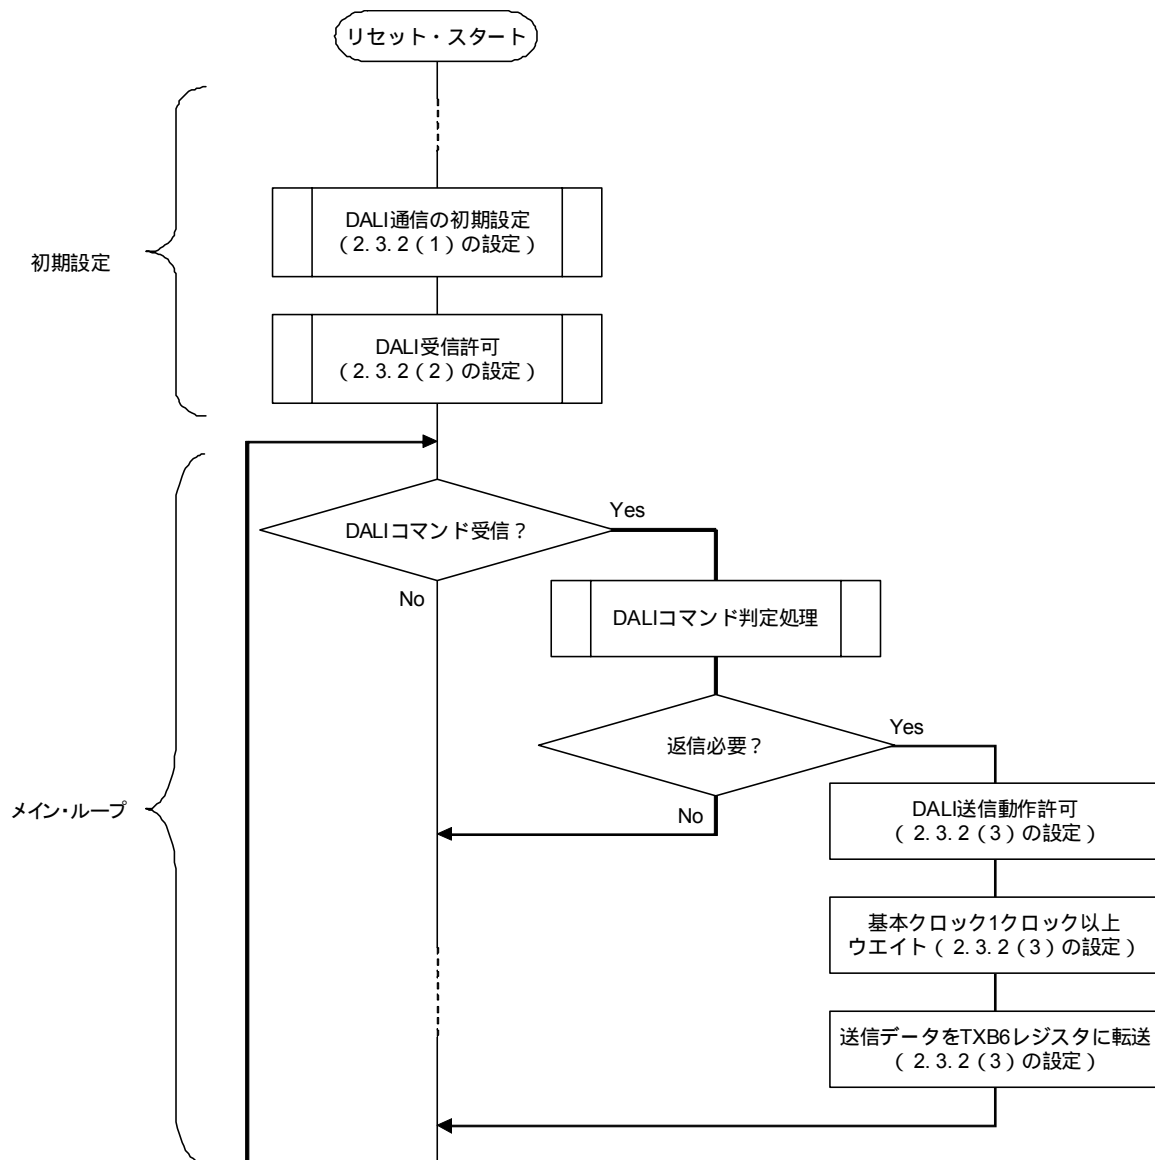 リセット・スタート
初期設定
DALI通信の初期設定
（2. 3. 2（1）の設定）
DALI受信許可
（2. 3. 2（2）の設定）
メイン・ループ
DALIコマンド受信？
Yes
No
DALIコマンド判定処理
返信必要？
Yes
No
DALI送信動作許可
（ 2. 3. 2（3）の設定）
基本クロック1クロック以上
ウエイト（ 2. 3. 2（3）の設定）
送信データをTXB6レジスタに転送
（ 2. 3. 2（3）の設定）